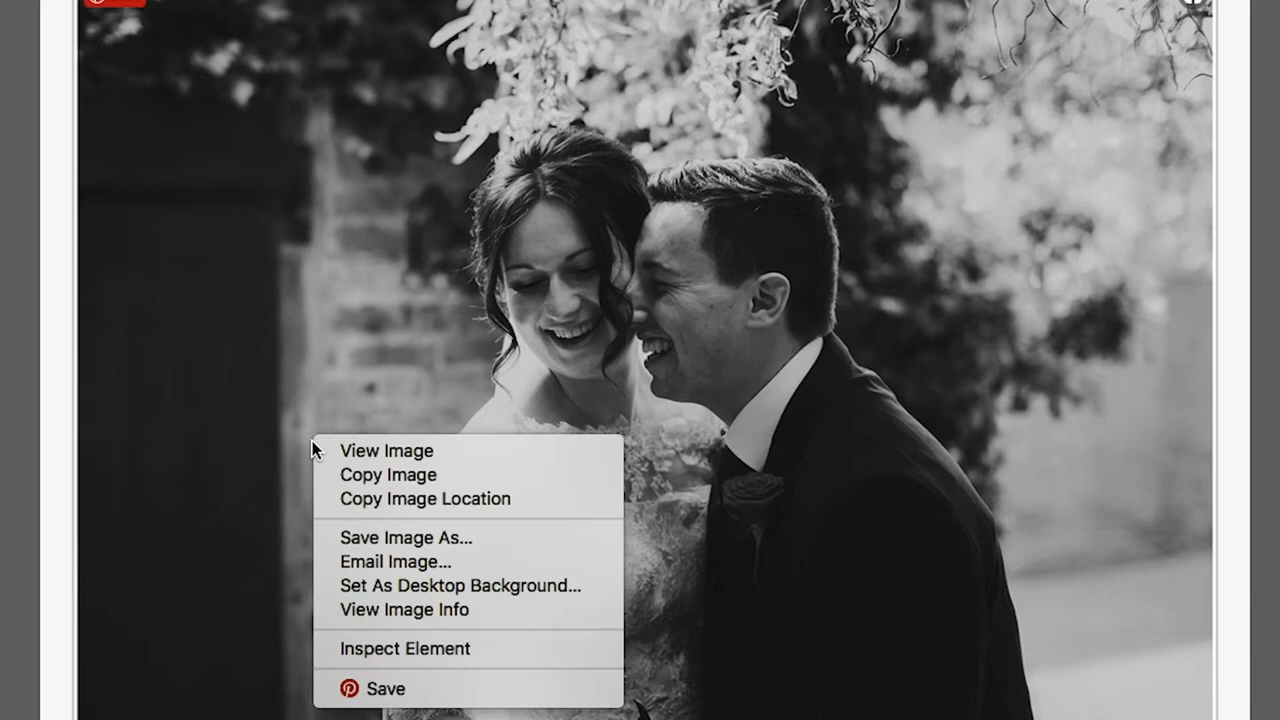 View Image
Copy Image
Copy Image Location
Save Image As...
Email Image...
Set As Desktop Background...
View Image Info
Inspect Element
Save